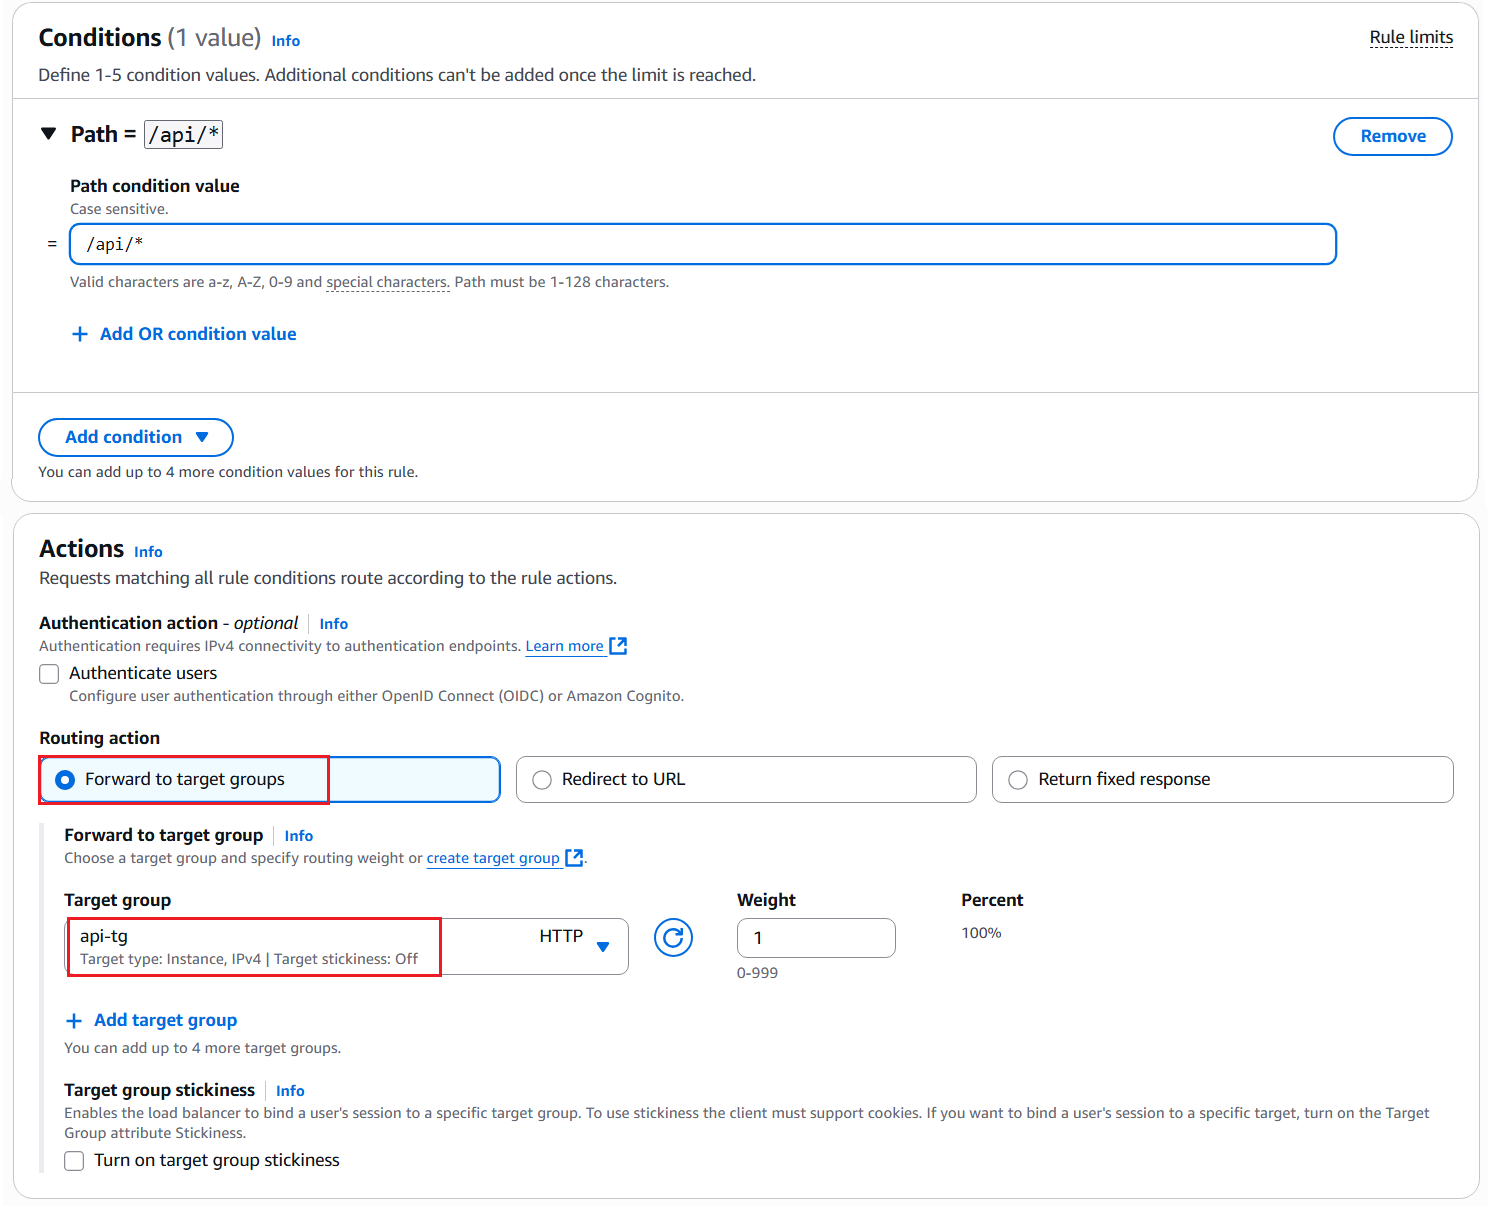 Conditions (1 value) Info
Rule limits
Define 1-5 condition values. Additional conditions can't be added once the limit is reached.
Path = /api/*
Remove
Path condition value
Case sensitive.
= /api/*
Valid characters are a-z, A-Z, 0-9 and special characters. Path must be 1-128 characters.
+ Add OR condition value
Add condition
You can add up to 4 more condition values for this rule.
Actions Info
Requests matching all rule conditions route according to the rule actions.
Authentication action - optional Info
Authentication requires IPv4 connectivity to authentication endpoints. Learn more
Authenticate users
Configure user authentication through either OpenID Connect (OIDC) or Amazon Cognito.
Routing action
Forward to target groups
Redirect to URL
Return fixed response
Forward to target group Info
Choose a target group and specify routing weight or create target group.
Target group
Weight
Percent
api-tg
HTTP
Target type: Instance, IPv4 | Target stickiness: Off
1
100%
0-999
+ Add target group
You can add up to 4 more target groups.
Target group stickiness Info
Enables the load balancer to bind a user's session to a specific target group. To use stickiness the client must support cookies. If you want to bind a user's session to a specific target, turn on the Target
Group attribute Stickiness.
Turn on target group stickiness